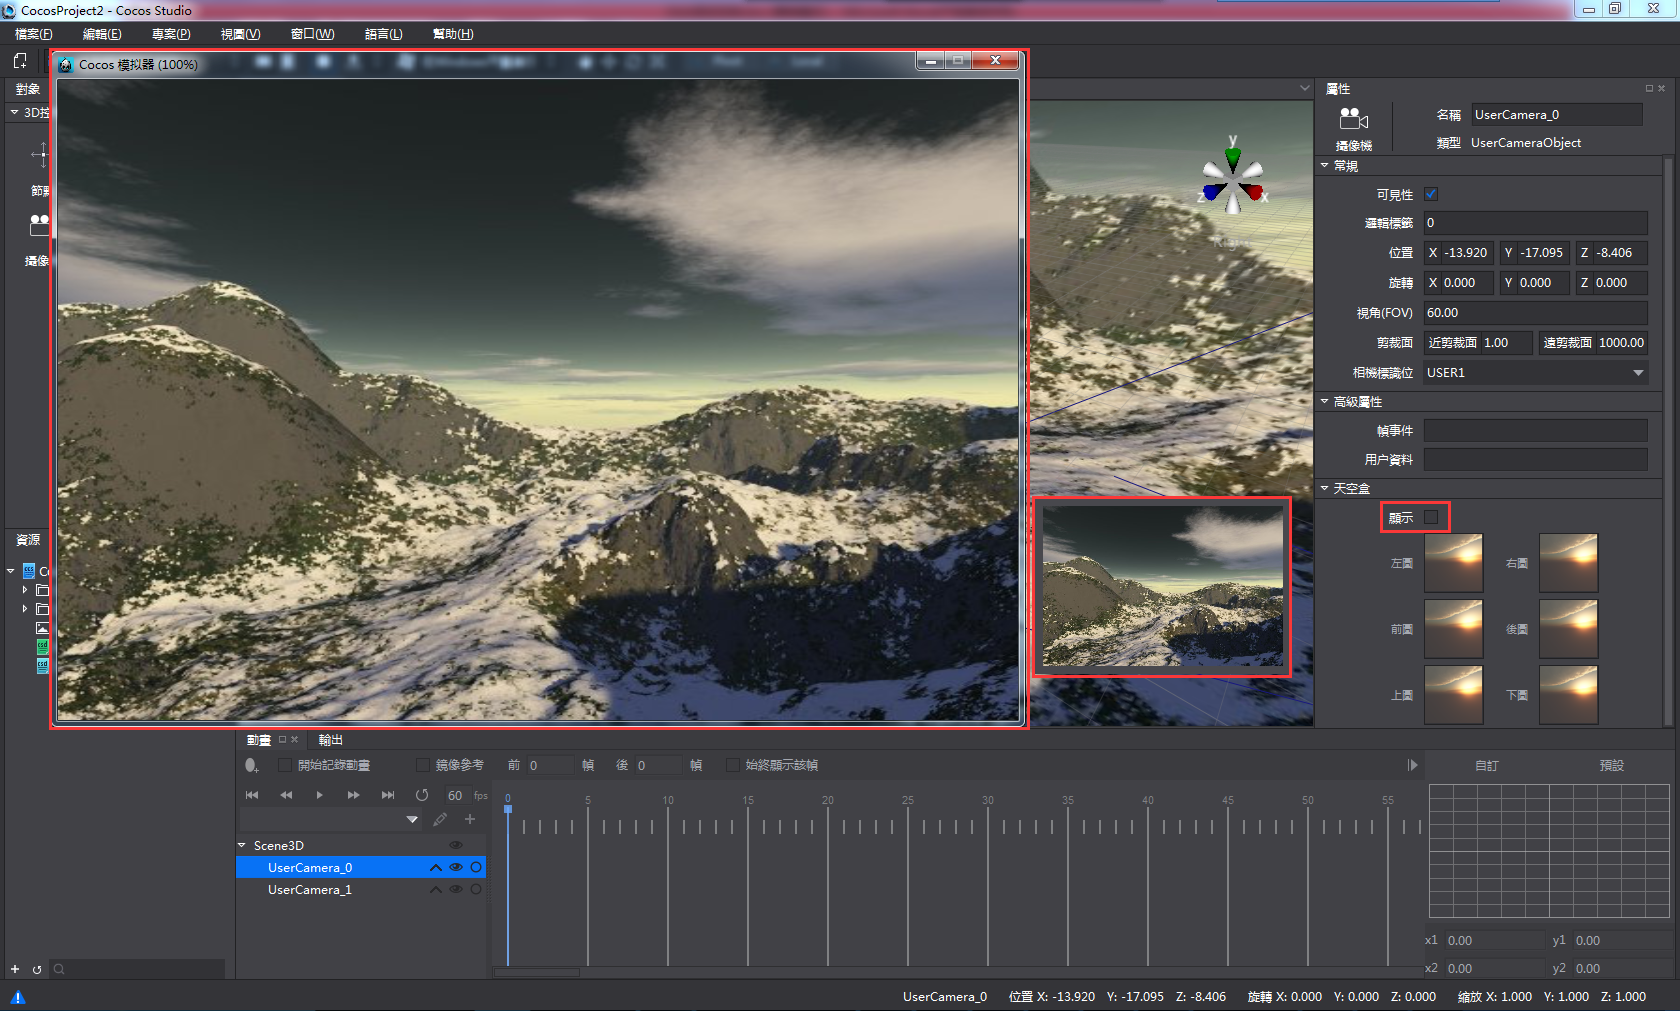 CocosProject2 - Cocos Studio
檔案(F) 編輯(E) 專案(P) 視圖(V) 窗口(W) 語言(L) 幫助(H)
Cocos 模拟器 (100%)
對象
3D控
節點
攝像
y
z
x
屬性
攝像機
名稱 UserCamera_0
類型 UserCameraObject
常規
可見性
邏輯標籤 0
位置 X -13.920 Y -17.095 Z -8.406
旋轉 X 0.000 Y 0.000 Z 0.000
視角(FOV) 60.00
剪裁面 近剪裁面 1.00 遠剪裁面 1000.00
相機標識位 USER1
高級屬性
幀事件
用户資料
天空盒
顯示
左圖 右圖
前圖 後圖
上圖 下圖
資源
Co
動畫 輸出
開始記錄動畫 鏡像參考 前 0 幀 後 0 幀 始終顯示該幀
60 fps
0 5 10 15 20 25 30 35 40 45 50 55
Scene3D
UserCamera_0
UserCamera_1
自訂 預設
x1 0.00 y1 0.00
x2 0.00 y2 0.00
UserCamera_0 位置 X: -13.920 Y: -17.095 Z: -8.406 旋轉 X: 0.000 Y: 0.000 Z: 0.000 縮放 X: 1.000 Y: 1.000 Z: 1.000